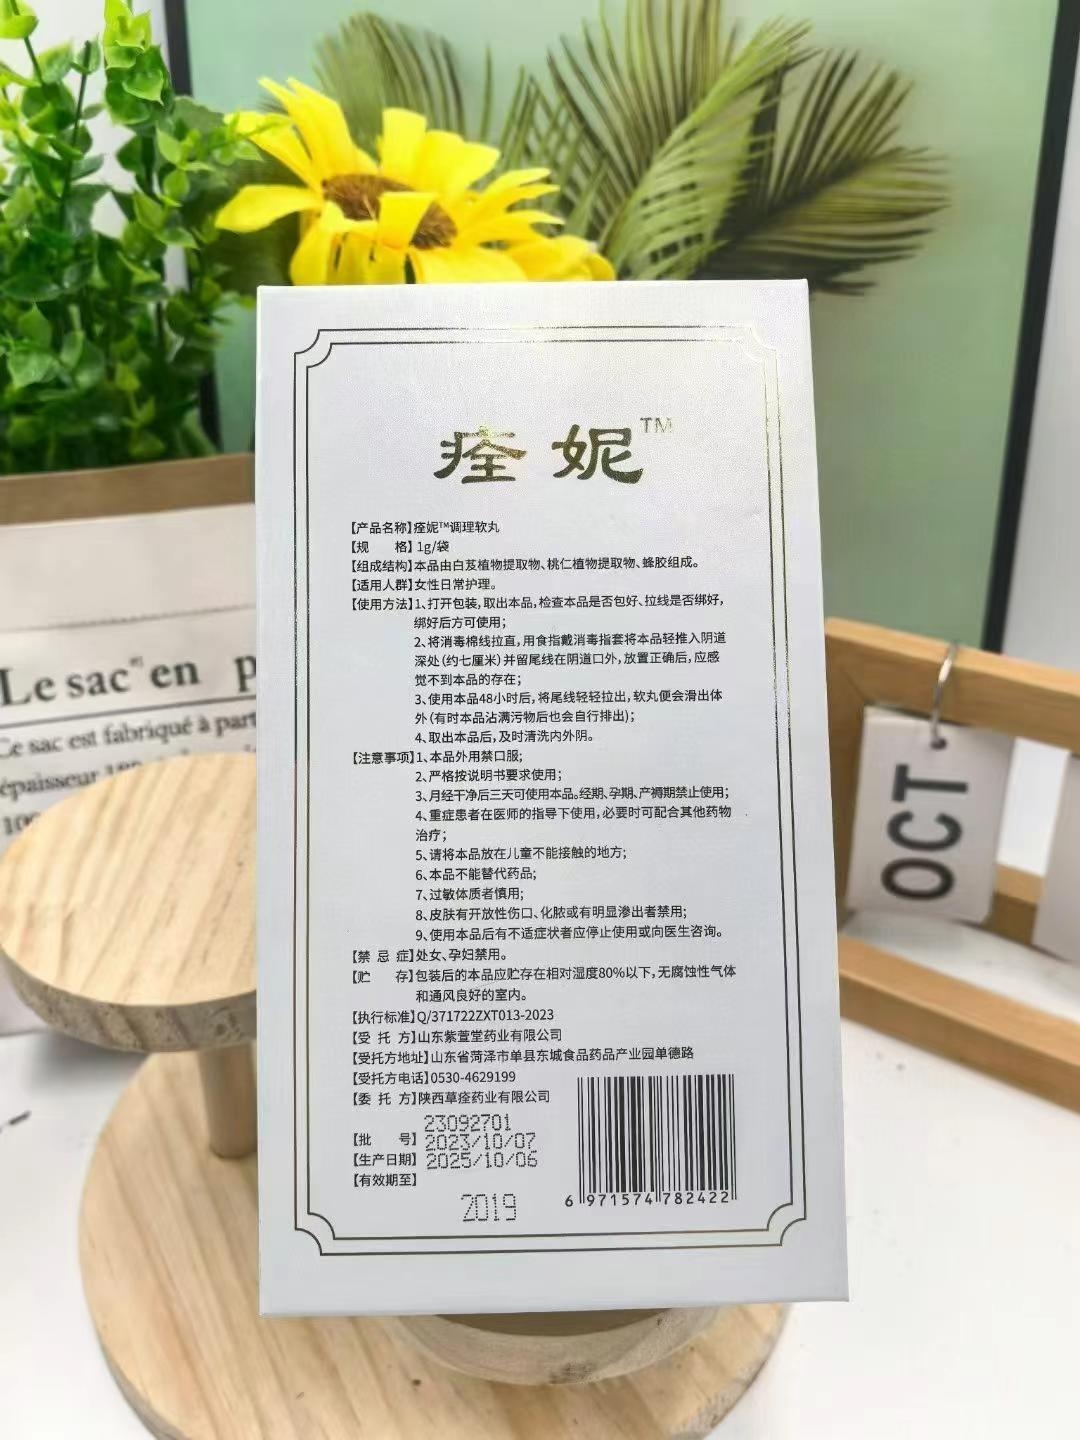 痊妮™
【产品名称】痊妮™调理软丸
【规 格】1g/袋
【组成结构】本品由白芨植物提取物、桃仁植物提取物、蜂胶组成。
【适用人群】女性日常护理。
【使用方法】1、打开包装,取出本品,检查本品是否包好、拉线是否绑好,
绑好后方可使用;
2、将消毒棉线拉直,用食指戴消毒指套将本品轻推入阴道
深处(约七厘米)并留尾线在阴道口外,放置正确后,应感
觉不到本品的存在;
3、使用本品48小时后,将尾线轻轻拉出,软丸便会滑出体
外(有时本品沾满污物后也会自行排出);
4、取出本品后,及时清洗内外阴。
【注意事项】1、本品外用禁口服;
2、严格按说明书要求使用;
3、月经干净后三天可使用本品。经期、孕期、产褥期禁止使用;
4、重症患者在医师的指导下使用,必要时可配合其他药物
治疗;
5、请将本品放在儿童不能接触的地方;
6、本品不能替代药品;
7、过敏体质者慎用;
8、皮肤有开放性伤口、化脓或有明显渗出者禁用;
9、使用本品后有不适症状者应停止使用或向医生咨询。
【禁 忌 症】处女、孕妇禁用。
【贮 存】包装后的本品应贮存在相对湿度80%以下,无腐蚀性气体
和通风良好的室内。
【执行标准】Q/371722ZXT013-2023
【受 托 方】山东紫萱堂药业有限公司
【受托方地址】山东省菏泽市单县东城食品药品产业园单德路
【受托方电话】0530-4629199
【委 托 方】陕西草痊药业有限公司
23092701
【批 号】2023/10/07
【生产日期】2025/10/06
【有效期至】
2019
6 971574 782422
Le sac en p
Ce sac est fabriqué à part
épaisseur
OCT